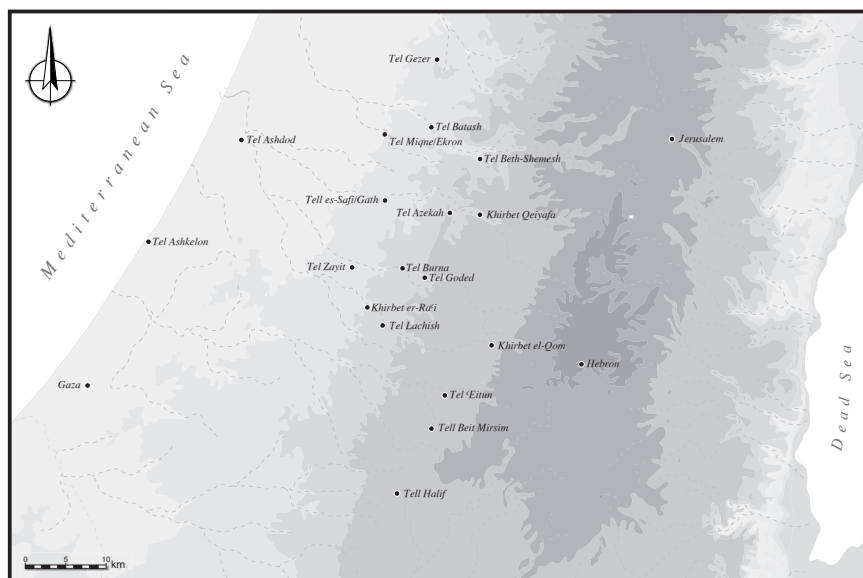 Mediterranean Sea
Tel Gezer
Tel Batash
Tel Ashdod
Tel Miqne/Ekron
Jerusalem
Tel Beth-Shemesh
Tell es-Safi/Gath
Tel Azekah
Khirbet Qeiyafa
Tel Ashkelon
Tel Zayit
Tel Burna
Tel Goded
Khirbet er-Raʿi
Tel Lachish
Khirbet el-Qom
Hebron
Gaza
Tel ʿEitun
Dead Sea
Tell Beit Mirsim
Tell Halif
0 5 10 km